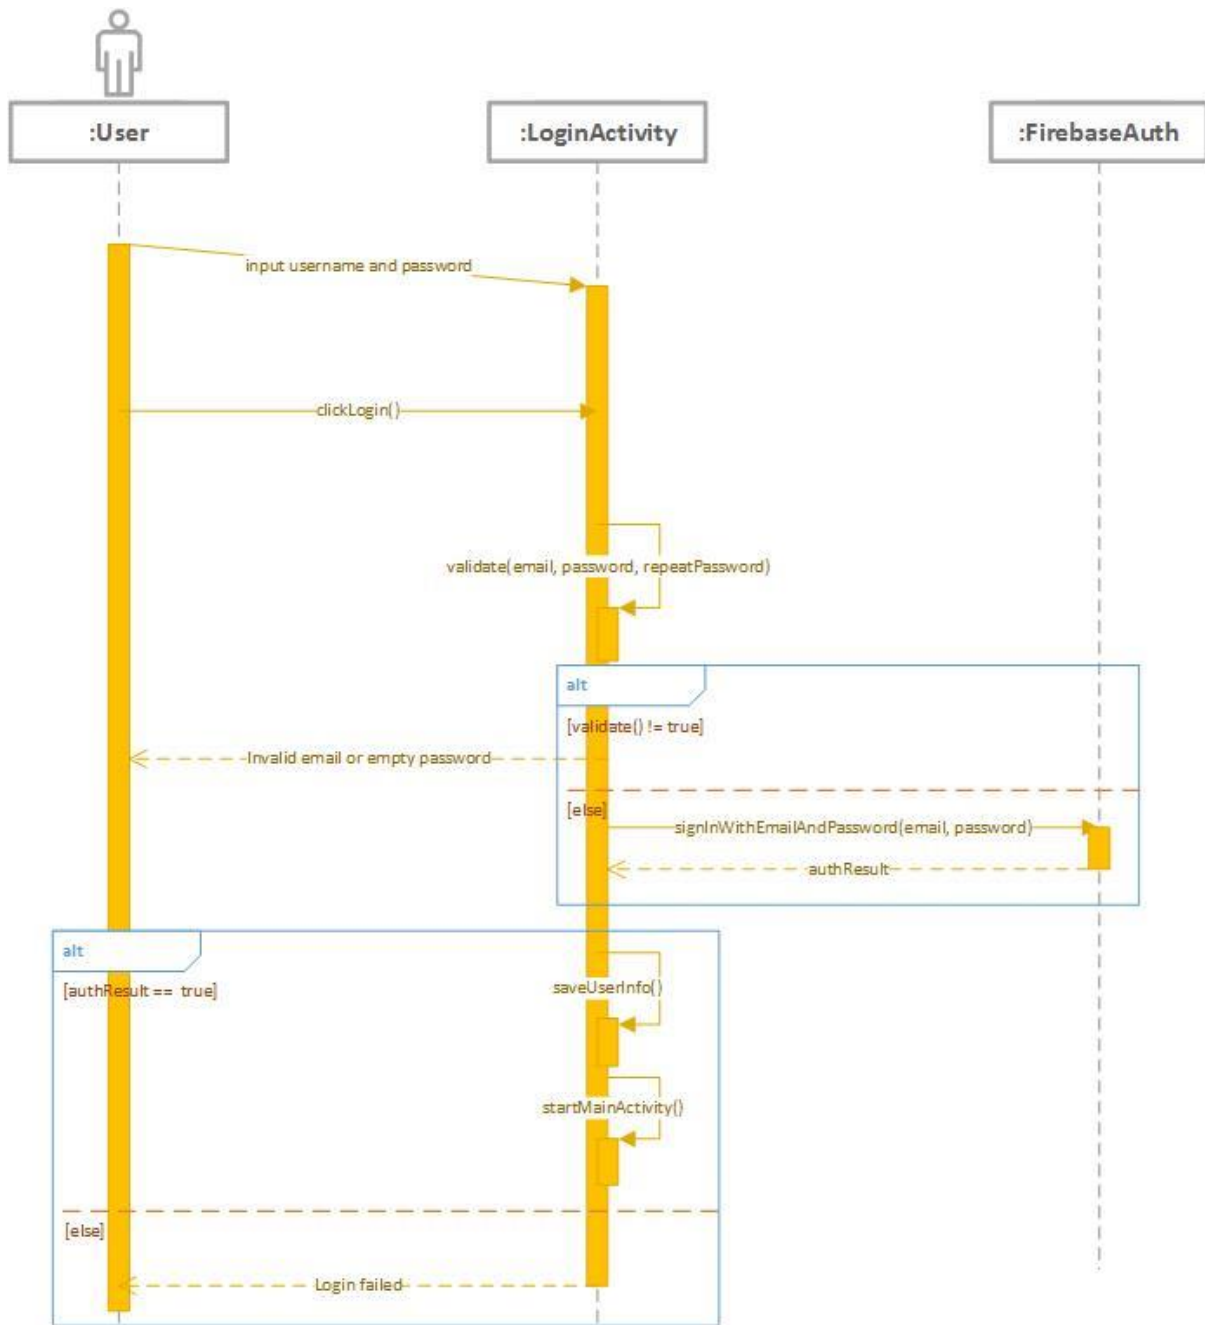 :User
:LoginActivity
:FirebaseAuth
input username and password
clickLogin()
validate(email, password, repeatPassword)
alt
[validate() != true]
Invalid email or empty password
[else]
signInWithEmailAndPassword(email, password)
authResult
alt
[authResult == true]
saveUserInfo()
startMainActivity()
[else]
Login failed